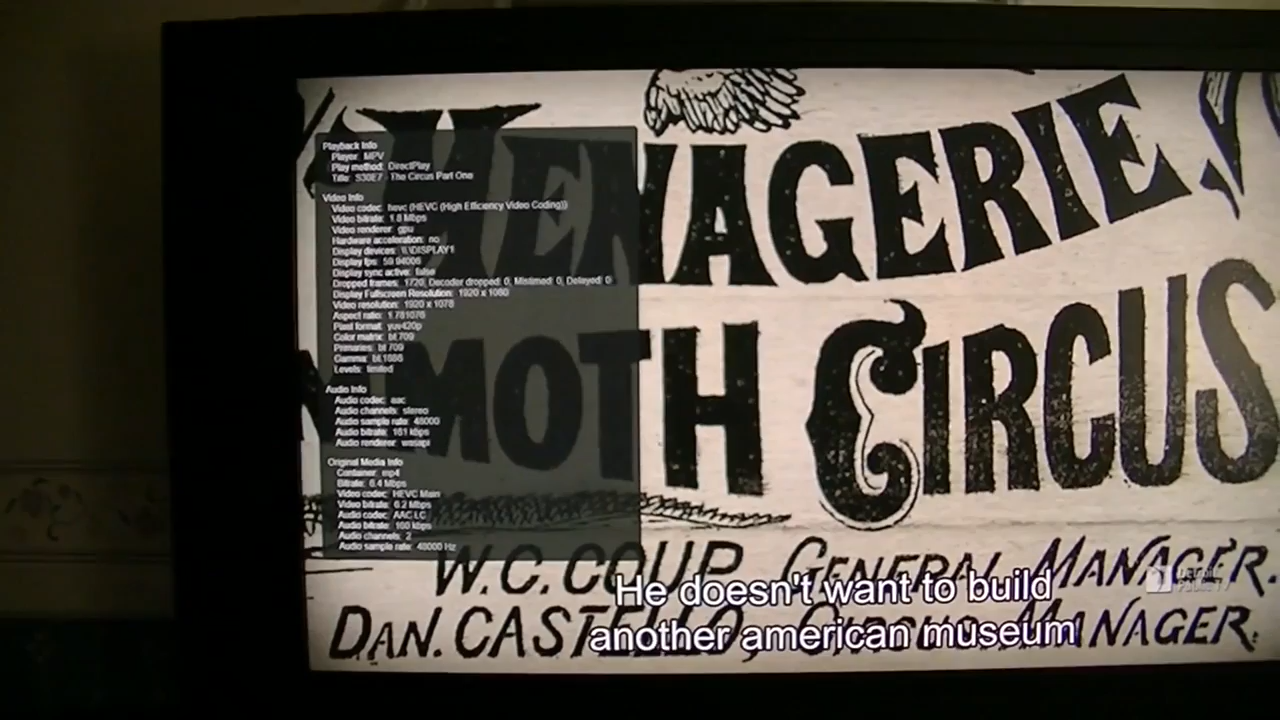 MENAGERIE
MOTH CIRCUS
W.C. COUP, GENERAL MANAGER.
DAN. CASTELLO, CIRCUS MANAGER.
Playback Info
Player: MPV
Play method: DirectPlay
Title: S30E7 - The Circus Part One
Video Info
Video codec: hevc (HEVC (High Efficiency Video Coding))
Video bitrate: 1.8 Mbps
Video renderer: gpu
Hardware acceleration: no
Display devices: \\.\DISPLAY1
Display fps: 59.94006
Display sync active: false
Dropped frames: 1720, Decoder dropped: 0, Mistimed: 0, Delayed: 0
Display Fullscreen Resolution: 1920 x 1080
Video resolution: 1920 x 1078
Aspect ratio: 1.781076
Pixel format: yuv420p
Color matrix: bt.709
Primaries: bt.709
Gamma: bt.1886
Levels: limited
Audio Info
Audio codec: aac
Audio channels: stereo
Audio sample rate: 48000
Audio bitrate: 161 kbps
Audio renderer: wasapi
Original Media Info
Container: mp4
Bitrate: 6.4 Mbps
Video codec: HEVC Main
Video bitrate: 6.2 Mbps
Audio codec: AAC LC
Audio bitrate: 160 kbps
Audio channels: 2
Audio sample rate: 48000 Hz
He doesn't want to build
another american museum
Detroit
Public TV